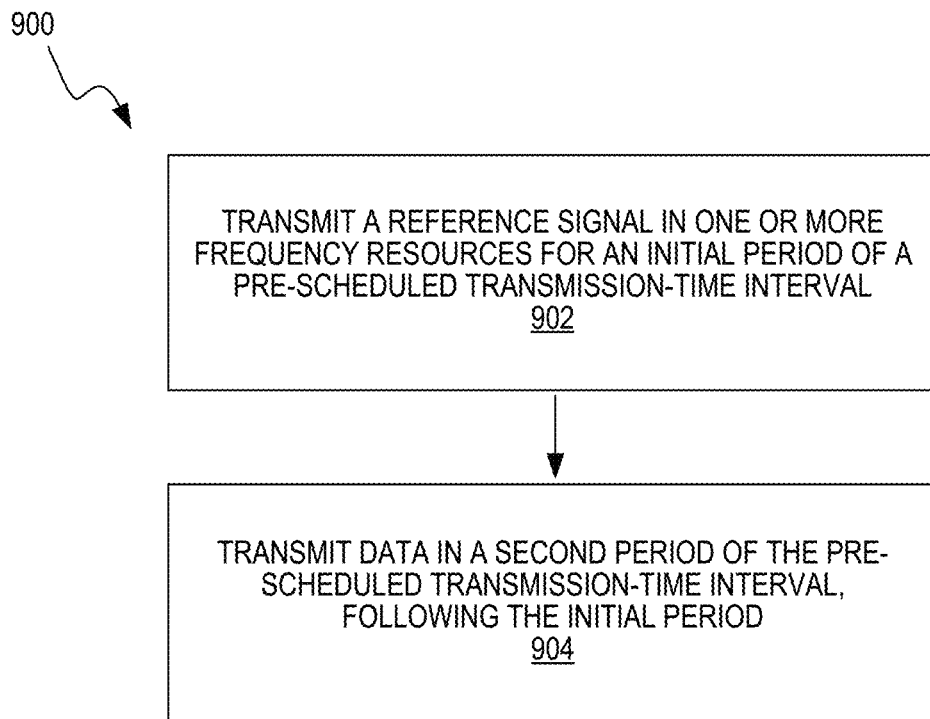 900
TRANSMIT A REFERENCE SIGNAL IN ONE OR MORE
FREQUENCY RESOURCES FOR AN INITIAL PERIOD OF A
PRE-SCHEDULED TRANSMISSION-TIME INTERVAL
902
TRANSMIT DATA IN A SECOND PERIOD OF THE PRE-
SCHEDULED TRANSMISSION-TIME INTERVAL,
FOLLOWING THE INITIAL PERIOD
904